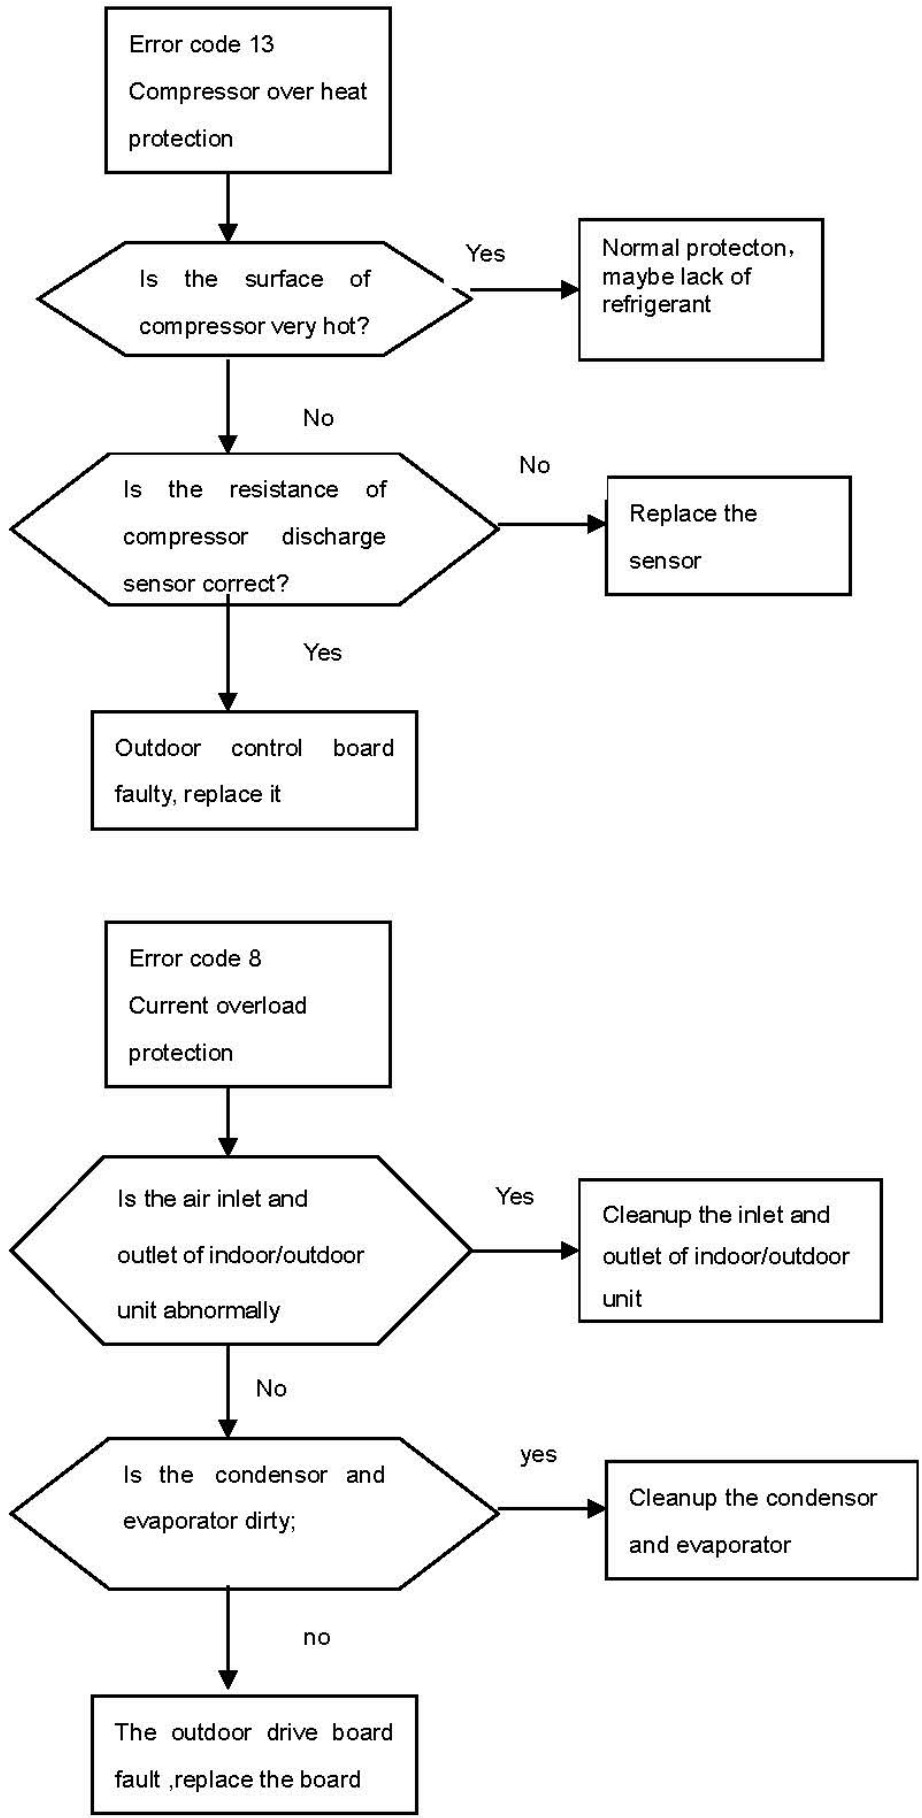 Error code 13
Compressor over heat
protection
Yes
Is the surface of
compressor very hot?
Normal protecton，
maybe lack of
refrigerant
No
Is the resistance of
compressor discharge
sensor correct?
No
Replace the
sensor
Yes
Outdoor control board
faulty, replace it
Error code 8
Current overload
protection
Is the air inlet and
outlet of indoor/outdoor
unit abnormally
Yes
Cleanup the inlet and
outlet of indoor/outdoor
unit
No
Is the condensor and
evaporator dirty;
yes
Cleanup the condensor
and evaporator
no
The outdoor drive board
fault ,replace the board